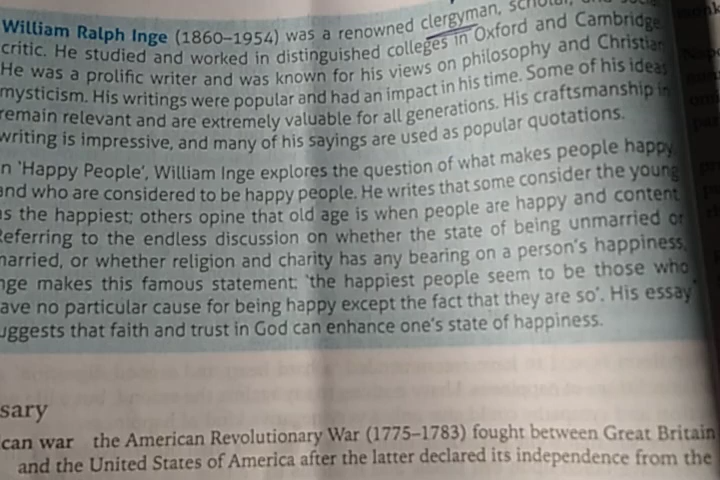 William Ralph Inge (1860–1954) was a renowned clergyman, scholar, and
critic. He studied and worked in distinguished colleges in Oxford and Cambridge.
He was a prolific writer and was known for his views on philosophy and Christian
mysticism. His writings were popular and had an impact in his time. Some of his ideas
remain relevant and are extremely valuable for all generations. His craftsmanship in
writing is impressive, and many of his sayings are used as popular quotations.
n 'Happy People', William Inge explores the question of what makes people happy
and who are considered to be happy people. He writes that some consider the young
as the happiest; others opine that old age is when people are happy and content
Referring to the endless discussion on whether the state of being unmarried or
married, or whether religion and charity has any bearing on a person's happiness,
nge makes this famous statement: 'the happiest people seem to be those who
ave no particular cause for being happy except the fact that they are so'. His essay
uggests that faith and trust in God can enhance one's state of happiness.
sary
can war the American Revolutionary War (1775–1783) fought between Great Britain
and the United States of America after the latter declared its independence from the